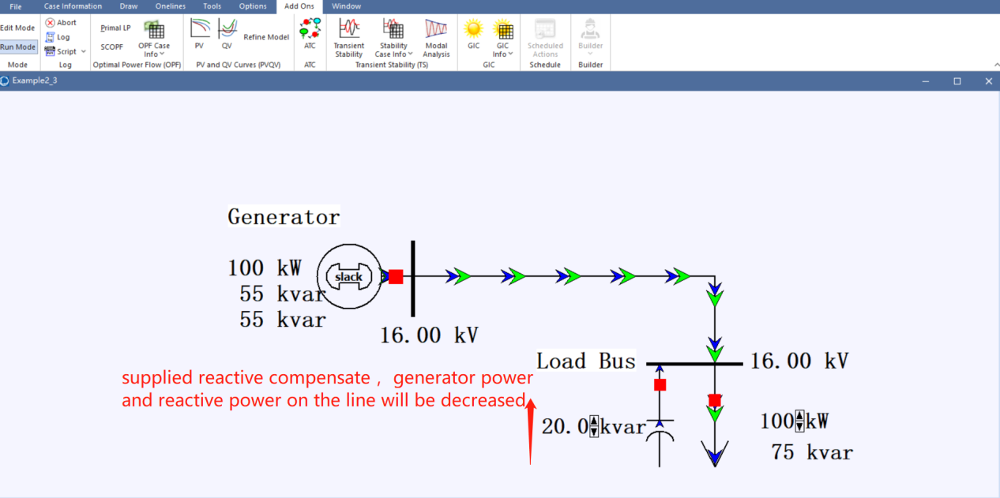 File Case Information Draw Onelines Tools Options Add Ons Window
Edit Mode
Run Mode
Mode
Abort
Log
Script
Log
Primal LP
SCOPF
OPF Case
Info
Optimal Power Flow (OPF)
PV
QV
Refine Model
PV and QV Curves (PVQV)
ATC
ATC
Transient
Stability
Stability
Case Info
Modal
Analysis
Transient Stability (TS)
GIC
GIC
Info
GIC
Scheduled
Actions
Schedule
Builder
Builder
Example2_3
Generator
100 kW
slack
55 kvar
55 kvar
16.00 kV
Load Bus
16.00 kV
supplied reactive compensate ,  generator power
and reactive power on the line will be decreased
20.0 kvar
100 kW
75 kvar